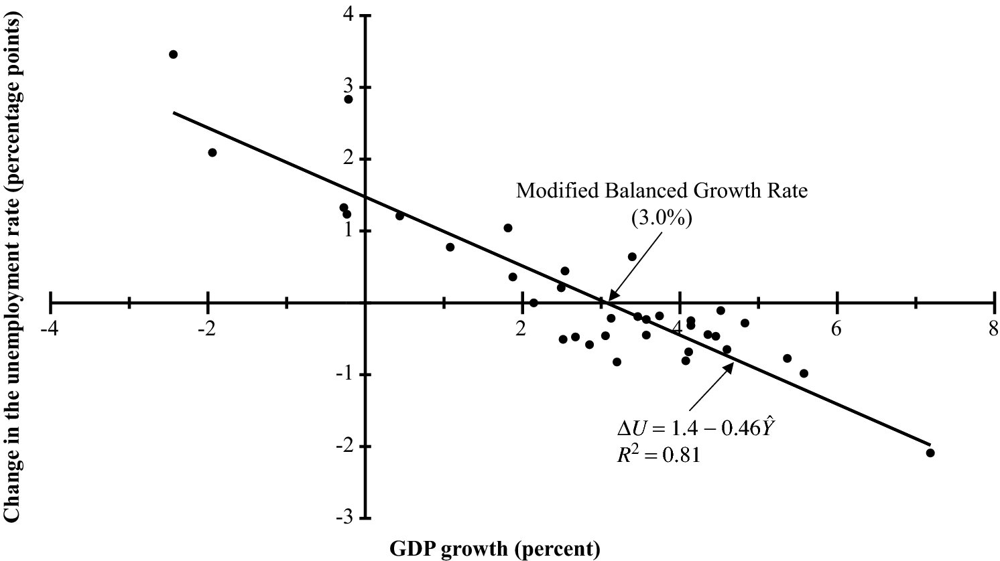 Change in the unemployment rate (percentage points)
4
3
2
1
-1
-2
-3
-4
-2
2
4
6
8
Modified Balanced Growth Rate
(3.0%)
ΔU = 1.4 − 0.46Ŷ
R² = 0.81
GDP growth (percent)